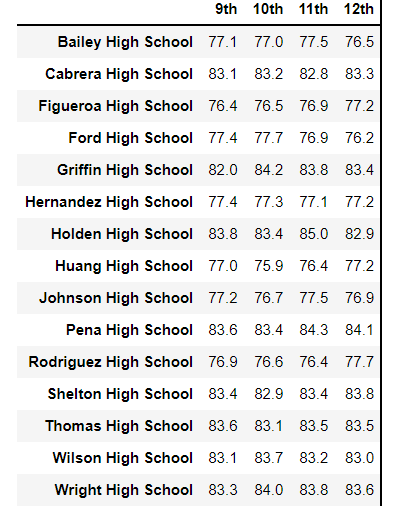 9th 10th 11th 12th
Bailey High School 77.1 77.0 77.5 76.5
Cabrera High School 83.1 83.2 82.8 83.3
Figueroa High School 76.4 76.5 76.9 77.2
Ford High School 77.4 77.7 76.9 76.2
Griffin High School 82.0 84.2 83.8 83.4
Hernandez High School 77.4 77.3 77.1 77.2
Holden High School 83.8 83.4 85.0 82.9
Huang High School 77.0 75.9 76.4 77.2
Johnson High School 77.2 76.7 77.5 76.9
Pena High School 83.6 83.4 84.3 84.1
Rodriguez High School 76.9 76.6 76.4 77.7
Shelton High School 83.4 82.9 83.4 83.8
Thomas High School 83.6 83.1 83.5 83.5
Wilson High School 83.1 83.7 83.2 83.0
Wright High School 83.3 84.0 83.8 83.6